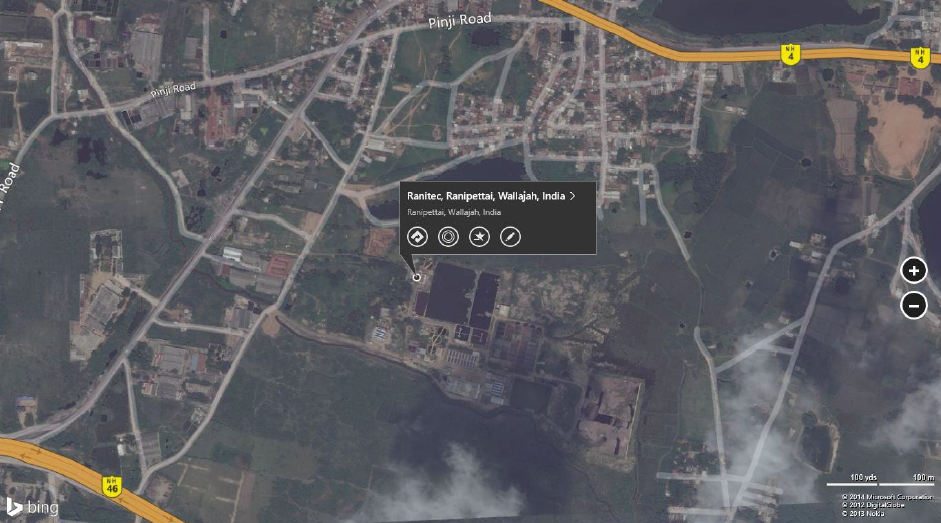 Pinji Road
NH
4
NH
4
Pinji Road
Road
Ranitec, Ranipettai, Wallajah, India
Ranipettai, Wallajah, India
+
−
100 yds
100 m
NH
46
bing
© 2014 Microsoft Corporation
© 2012 DigitalGlobe
© 2013 Nokia